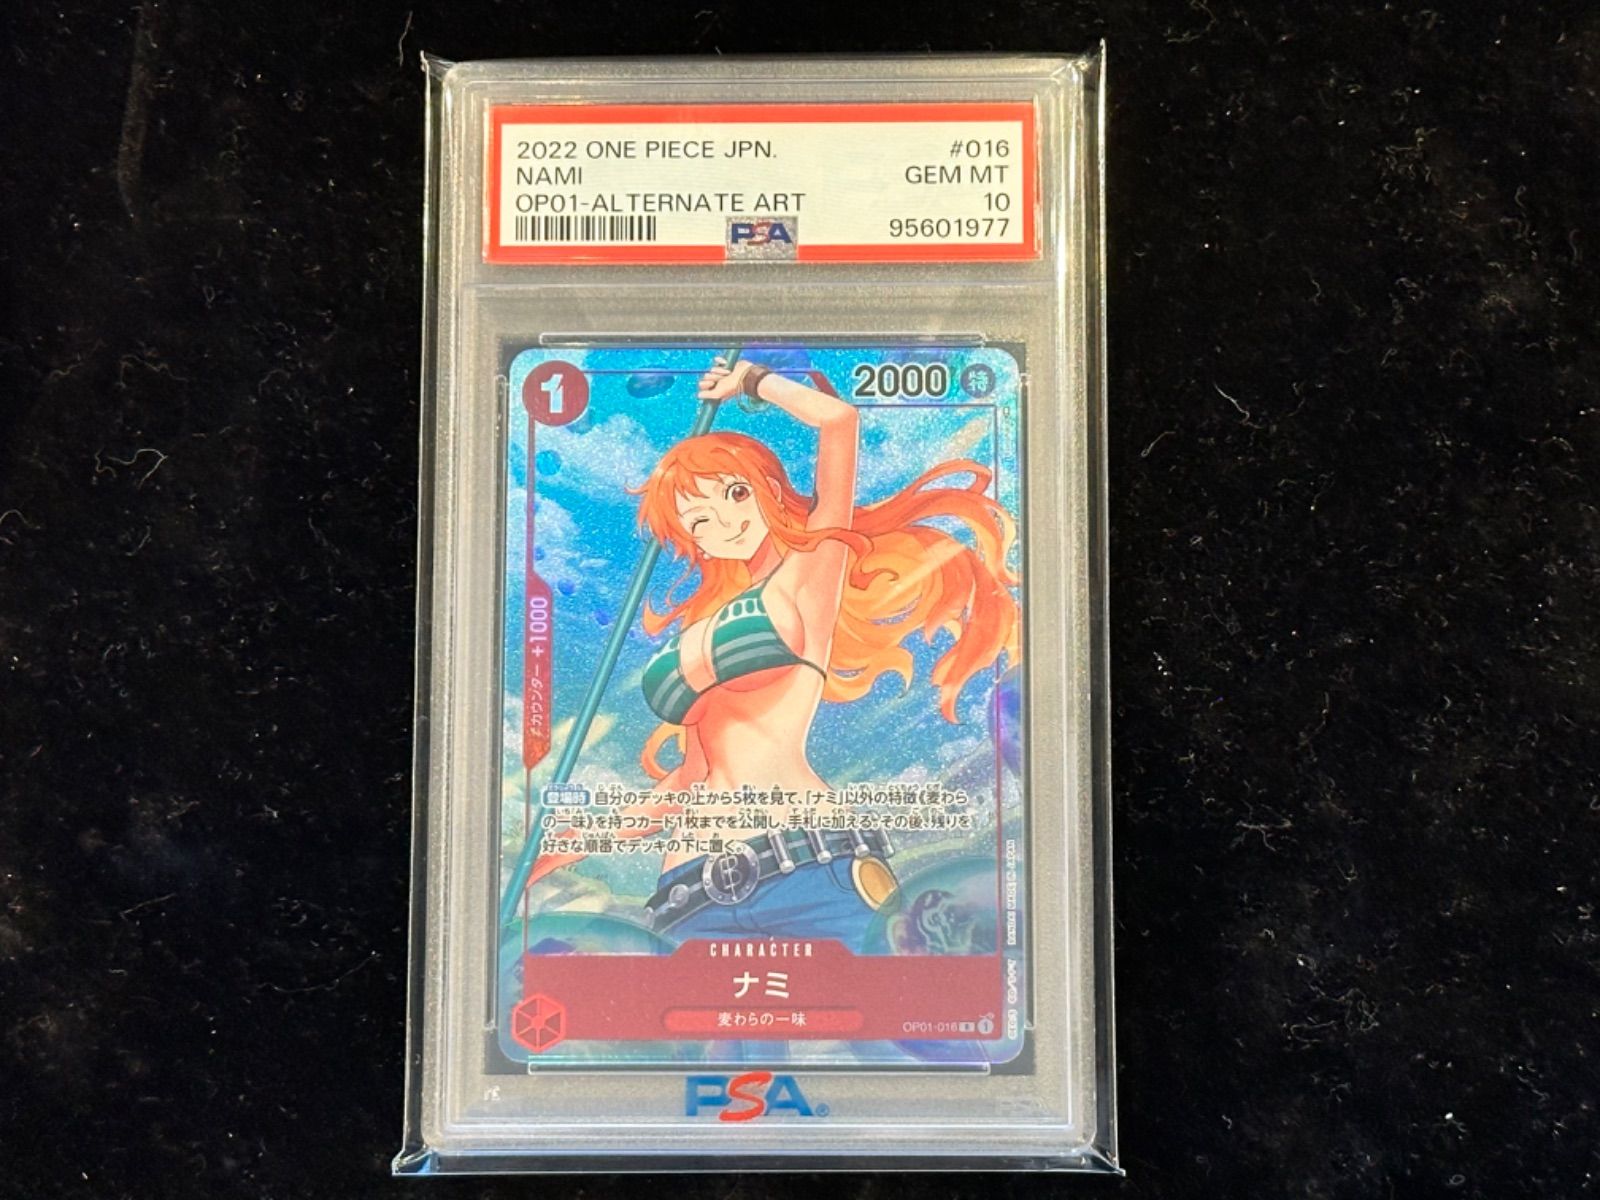 2022 ONE PIECE JPN. #016
NAMI GEM MT
OP01-ALTERNATE ART 10
PSA 95601977
1 2000 特
カウンター +1000
登場時 自分のデッキの上から5枚を見て、「ナミ」以外の特徴《麦わら
の一味》を持つカード1枚までを公開し、手札に加える。その後、残りを
好きな順番でデッキの下に置く。
CHARACTER
ナミ
麦わらの一味
OP01-016 R 1
BANDAI MADE IN JAPAN
PSA